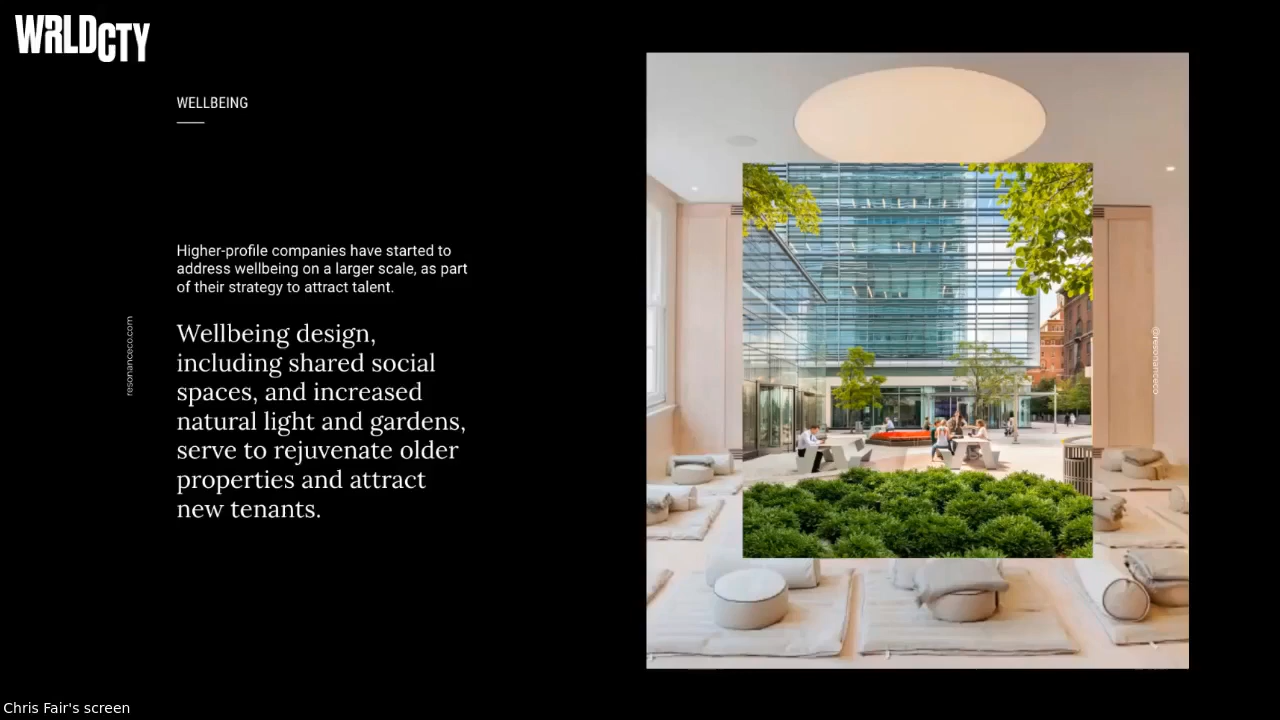 WRLDCTY
WELLBEING
Higher-profile companies have started to
address wellbeing on a larger scale, as part
of their strategy to attract talent.
Wellbeing design,
including shared social
spaces, and increased
natural light and gardens,
serve to rejuvenate older
properties and attract
new tenants.
resonanceco.com
@resonanceco
Chris Fair's screen